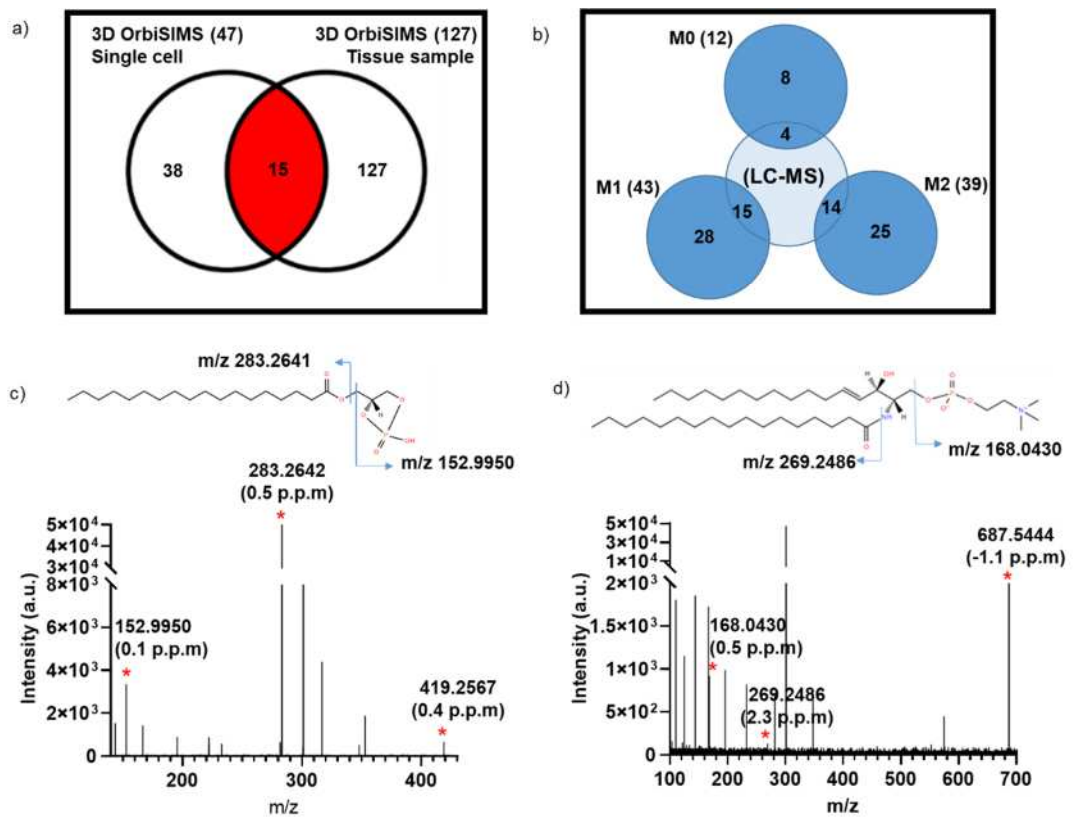 a)
3D OrbiSIMS (47)
Single cell
3D OrbiSIMS (127)
Tissue sample
38
15
127
b)
M0 (12)
8
4
(LC-MS)
M1 (43)
M2 (39)
15
14
28
25
c)
m/z 283.2641
O
O
H
O
O
P
OH
O
m/z 152.9950
283.2642
(0.5 p.p.m)
*
5×10⁴
4×10⁴
3×10⁴
8×10³
6×10³
4×10³
2×10³
0
Intensity (a.u.)
152.9950
(0.1 p.p.m)
*
419.2567
(0.4 p.p.m)
*
200
300
400
m/z
d)
H
OH
O
O
P
O
O⁻
N⁺
NH
H
O
m/z 269.2486
m/z 168.0430
687.5444
(-1.1 p.p.m)
*
5×10⁴
4×10⁴
3×10⁴
1×10⁴
2×10³
1.5×10³
1×10³
5×10²
0
Intensity (a.u.)
168.0430
(0.5 p.p.m)
*
269.2486
(2.3 p.p.m)
*
100
200
300
400
500
600
700
m/z